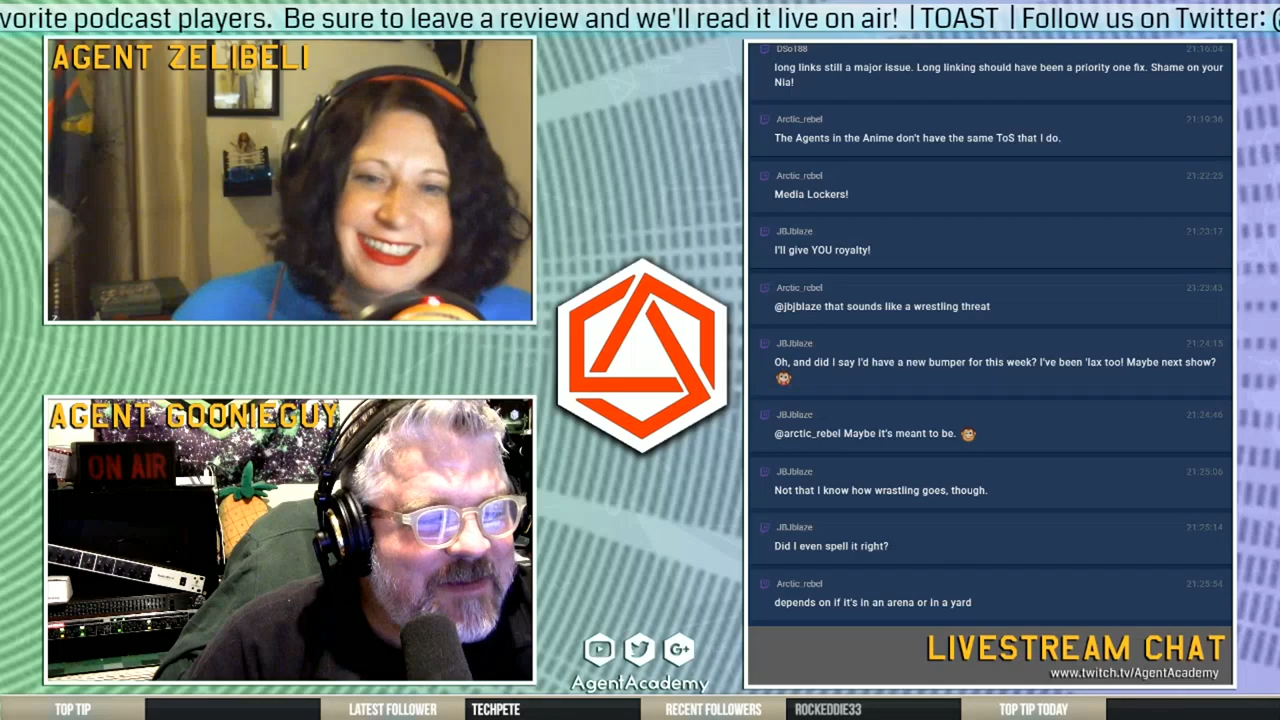 vorite podcast players.  Be sure to leave a review and we'll read it live on air!  | TOAST  | Follow us on Twitter: @
AGENT ZELIBELI
AGENT GOONIEGUY
ON AIR
AgentAcademy
DSoT88 21:16:04
long links still a major issue. Long linking should have been a priority one fix. Shame on your
Nia!
Arctic_rebel 21:19:36
The Agents in the Anime don't have the same ToS that I do.
Arctic_rebel 21:22:25
Media Lockers!
JBJblaze 21:23:17
I'll give YOU royalty!
Arctic_rebel 21:23:43
@jbjblaze that sounds like a wrestling threat
JBJblaze 21:24:15
Oh, and did I say I'd have a new bumper for this week? I've been 'lax too! Maybe next show?
JBJblaze 21:24:46
@arctic_rebel Maybe it's meant to be.
JBJblaze 21:25:06
Not that I know how wrastling goes, though.
JBJblaze 21:25:14
Did I even spell it right?
Arctic_rebel 21:25:54
depends on if it's in an arena or in a yard
LIVESTREAM CHAT
www.twitch.tv/AgentAcademy
G+
TOP TIP
LATEST FOLLOWER TECHPETE
RECENT FOLLOWERS ROCKEDDIE33
TOP TIP TODAY